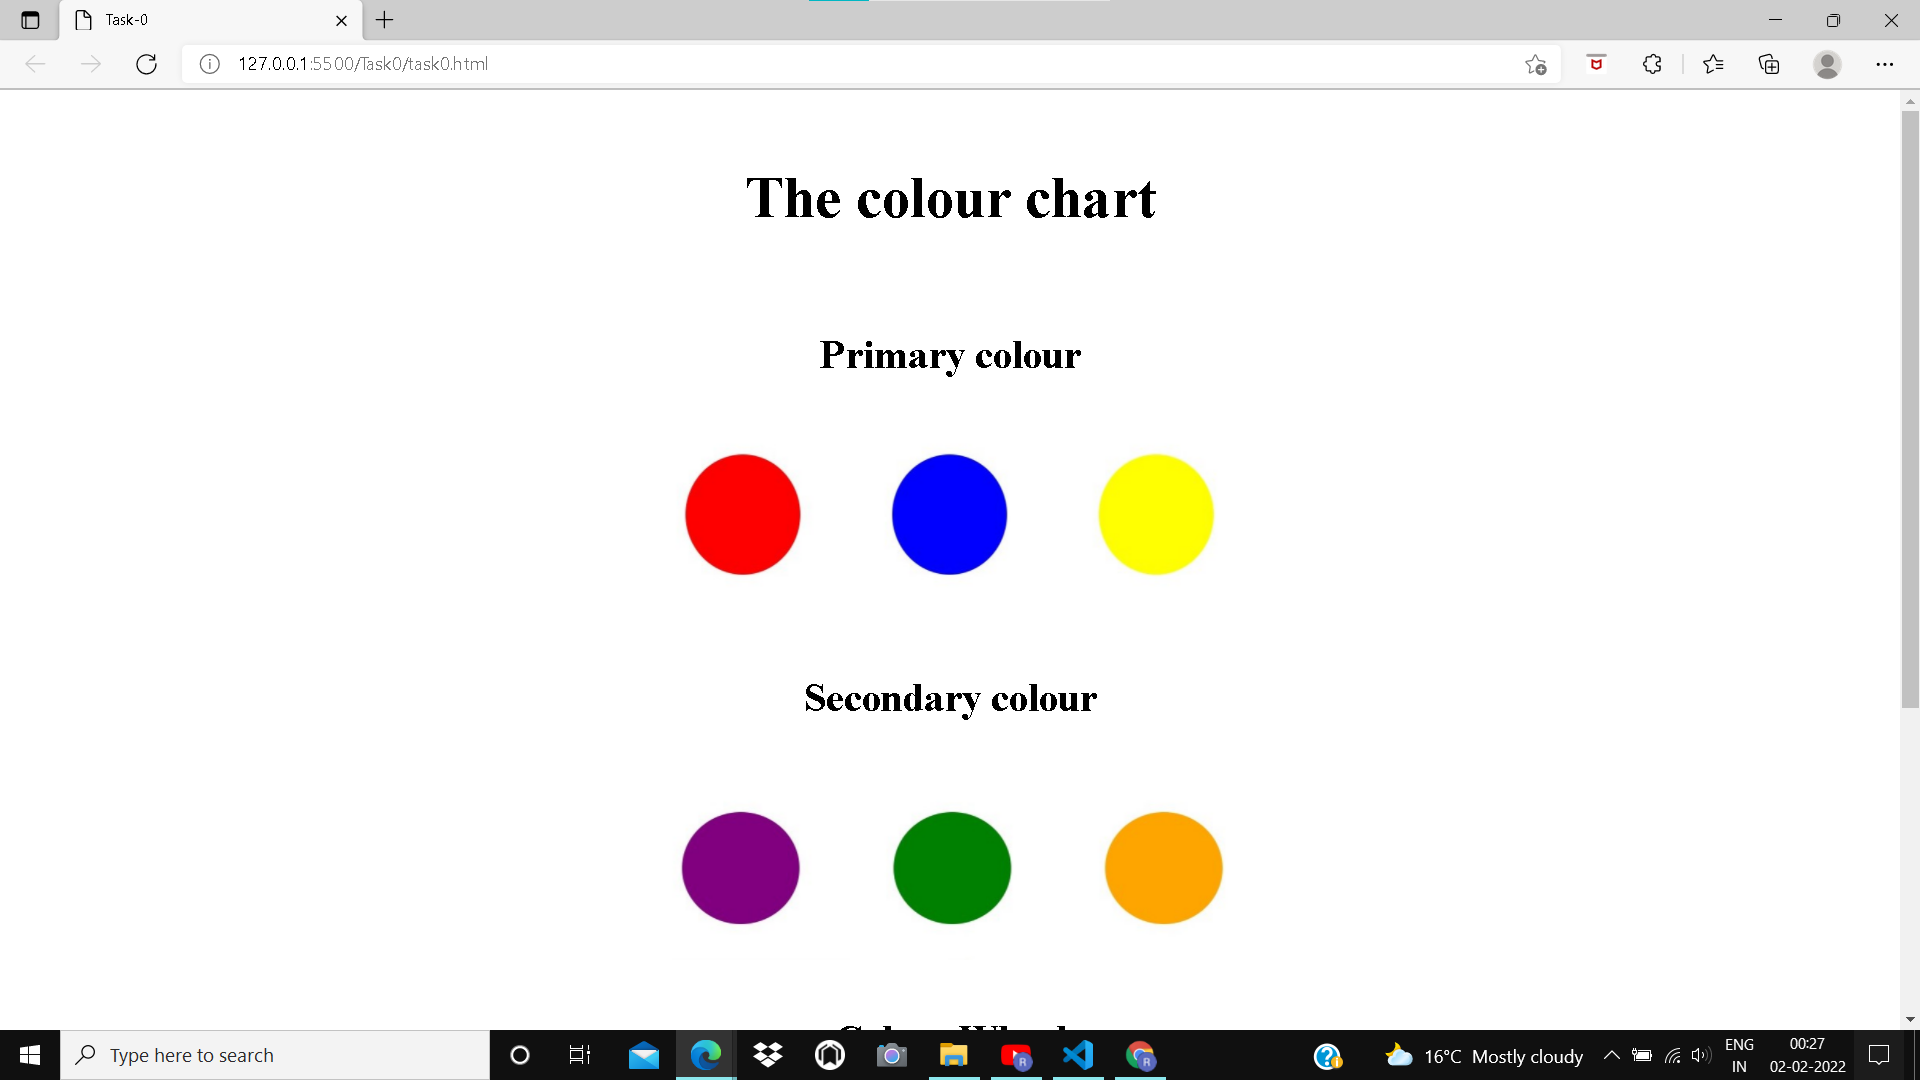 Task-0
127.0.0.1:5500/Task0/task0.html
The colour chart
Primary colour
Secondary colour
Type here to search
16°C Mostly cloudy
ENG
IN
00:27
02-02-2022